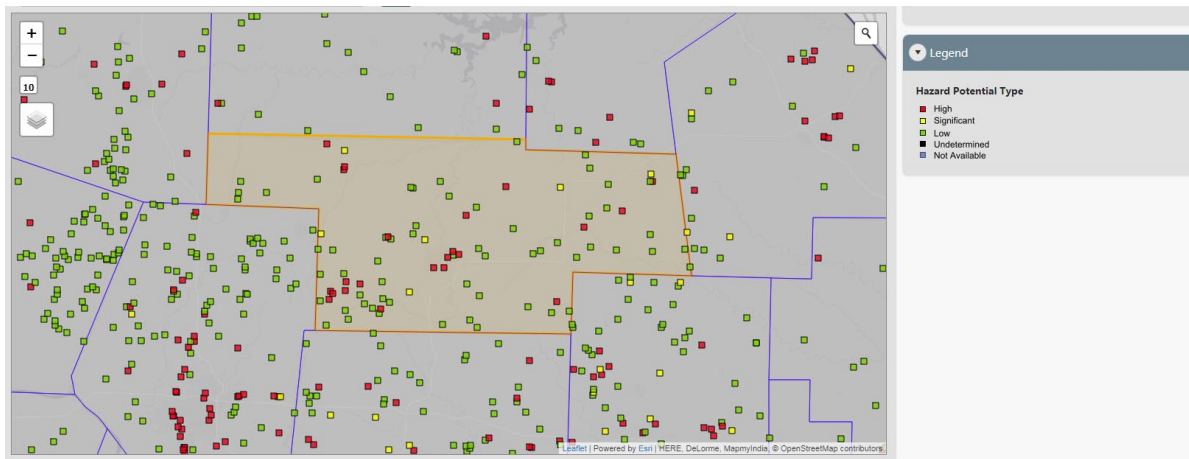 +
−
10
Legend
Hazard Potential Type
High
Significant
Low
Undetermined
Not Available
Leaflet | Powered by Esri | HERE, DeLorme, MapmyIndia, © OpenStreetMap contributors